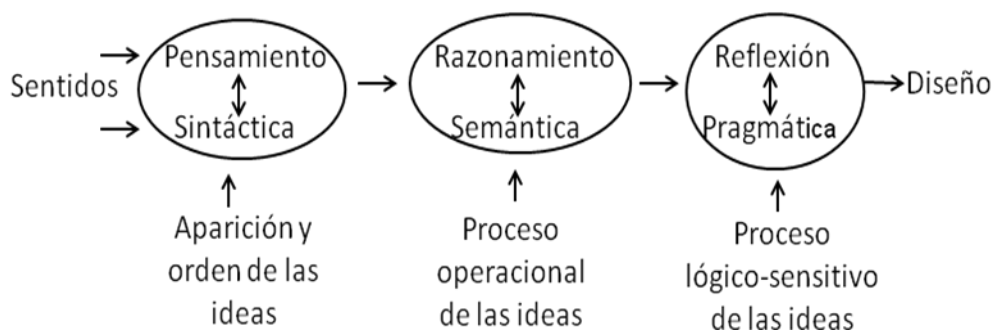 Sentidos
Pensamiento
Sintáctica
Razonamiento
Semántica
Reflexión
Pragmática
Diseño
Aparición y
orden de las
ideas
Proceso
operacional
de las ideas
Proceso
lógico-sensitivo
de las ideas